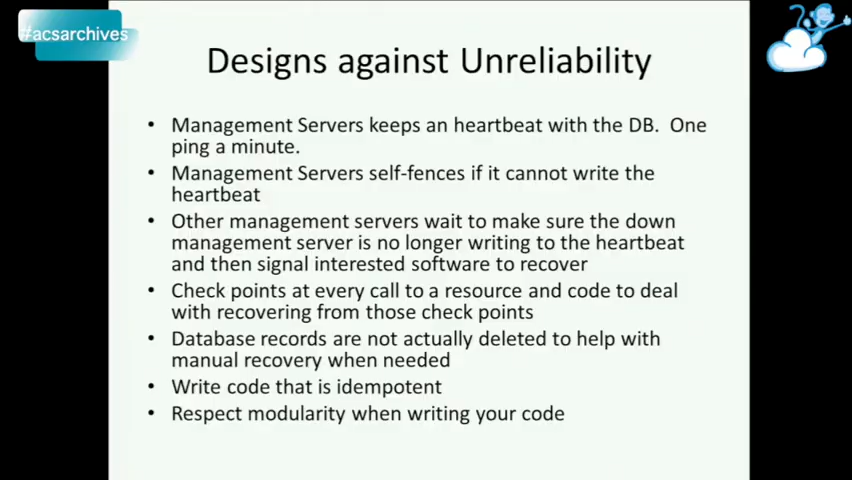 #acsarchives
Designs against Unreliability
• Management Servers keeps an heartbeat with the DB.  One
ping a minute.
• Management Servers self-fences if it cannot write the
heartbeat
• Other management servers wait to make sure the down
management server is no longer writing to the heartbeat
and then signal interested software to recover
• Check points at every call to a resource and code to deal
with recovering from those check points
• Database records are not actually deleted to help with
manual recovery when needed
• Write code that is idempotent
• Respect modularity when writing your code